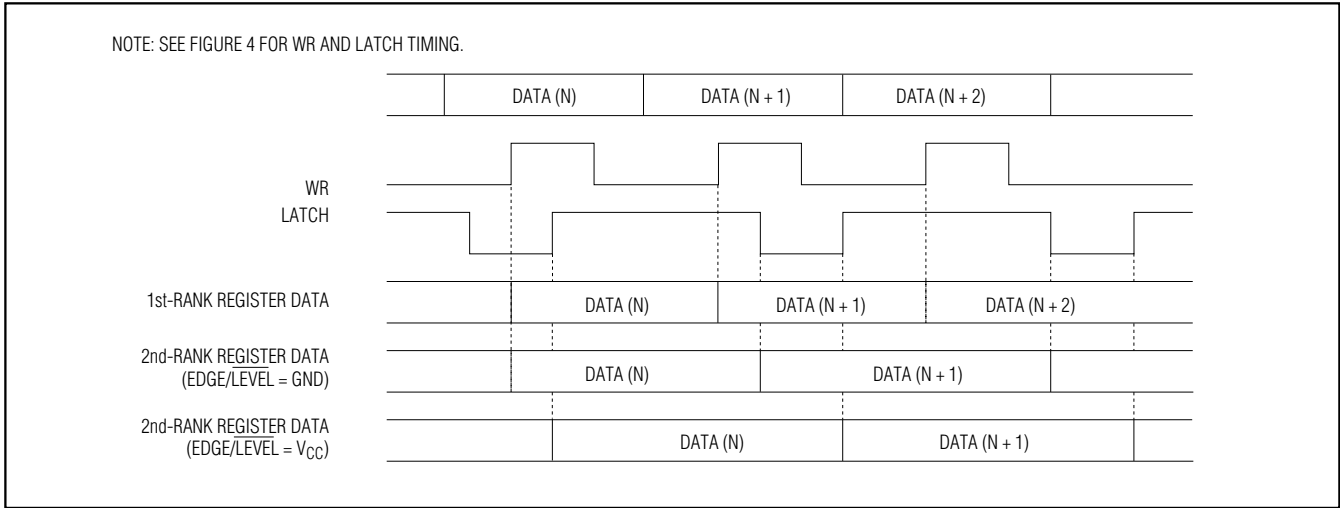 NOTE: SEE FIGURE 4 FOR WR AND LATCH TIMING.
DATA (N) DATA (N + 1) DATA (N + 2)
WR
LATCH
1st-RANK REGISTER DATA DATA (N) DATA (N + 1) DATA (N + 2)
2nd-RANK REGISTER DATA
(EDGE/LEVEL = GND) DATA (N) DATA (N + 1)
2nd-RANK REGISTER DATA
(EDGE/LEVEL = VCC) DATA (N) DATA (N + 1)